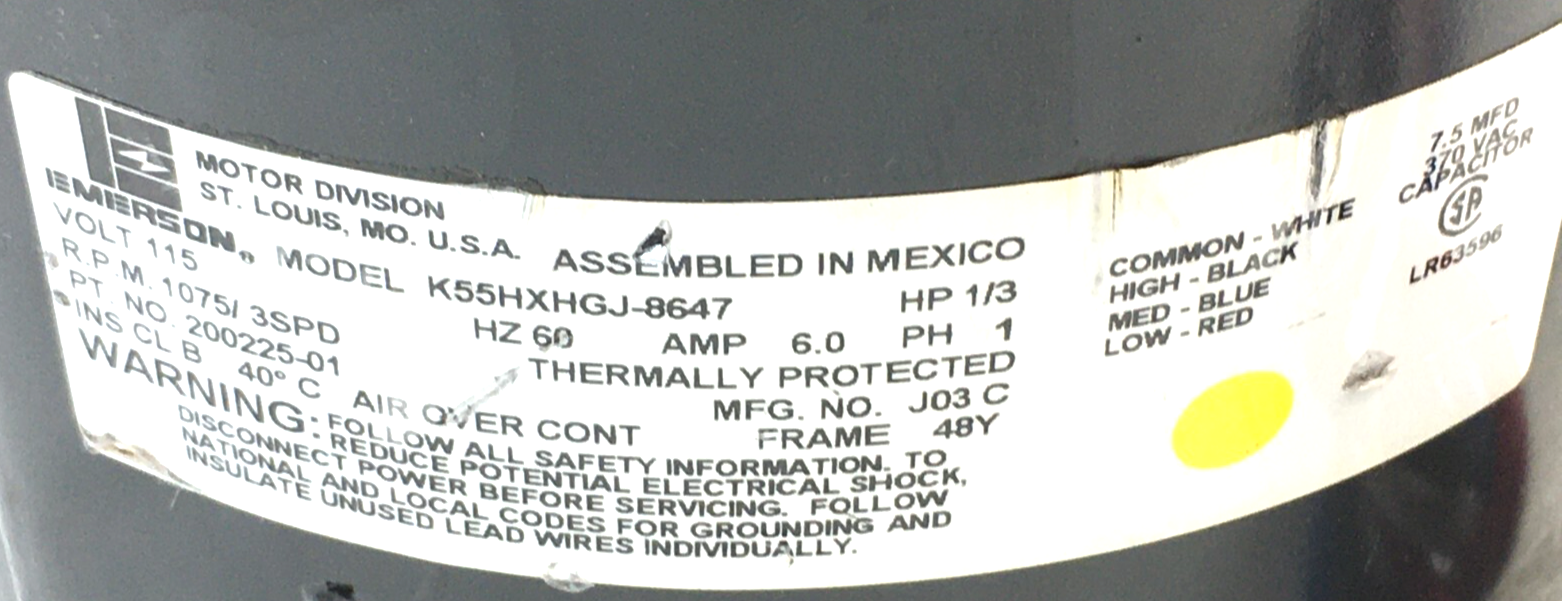 MOTOR DIVISION
ST. LOUIS, MO. U.S.A. ASSEMBLED IN MEXICO
EMERSON® MODEL K55HXHGJ-8647 HP 1/3
VOLT 115 HZ 60 AMP 6.0 PH 1
R.P.M. 1075/ 3SPD THERMALLY PROTECTED
PT. NO. 200225-01 MFG. NO. J03 C
INS CL B 40° C AIR OVER CONT FRAME 48Y
WARNING: FOLLOW ALL SAFETY INFORMATION. TO
REDUCE POTENTIAL ELECTRICAL SHOCK,
DISCONNECT POWER BEFORE SERVICING. FOLLOW
NATIONAL AND LOCAL CODES FOR GROUNDING AND
INSULATE UNUSED LEAD WIRES INDIVIDUALLY.
COMMON - WHITE
HIGH - BLACK
MED - BLUE
LOW - RED
7.5 MFD
370 VAC
CAPACITOR
SA
LR63596